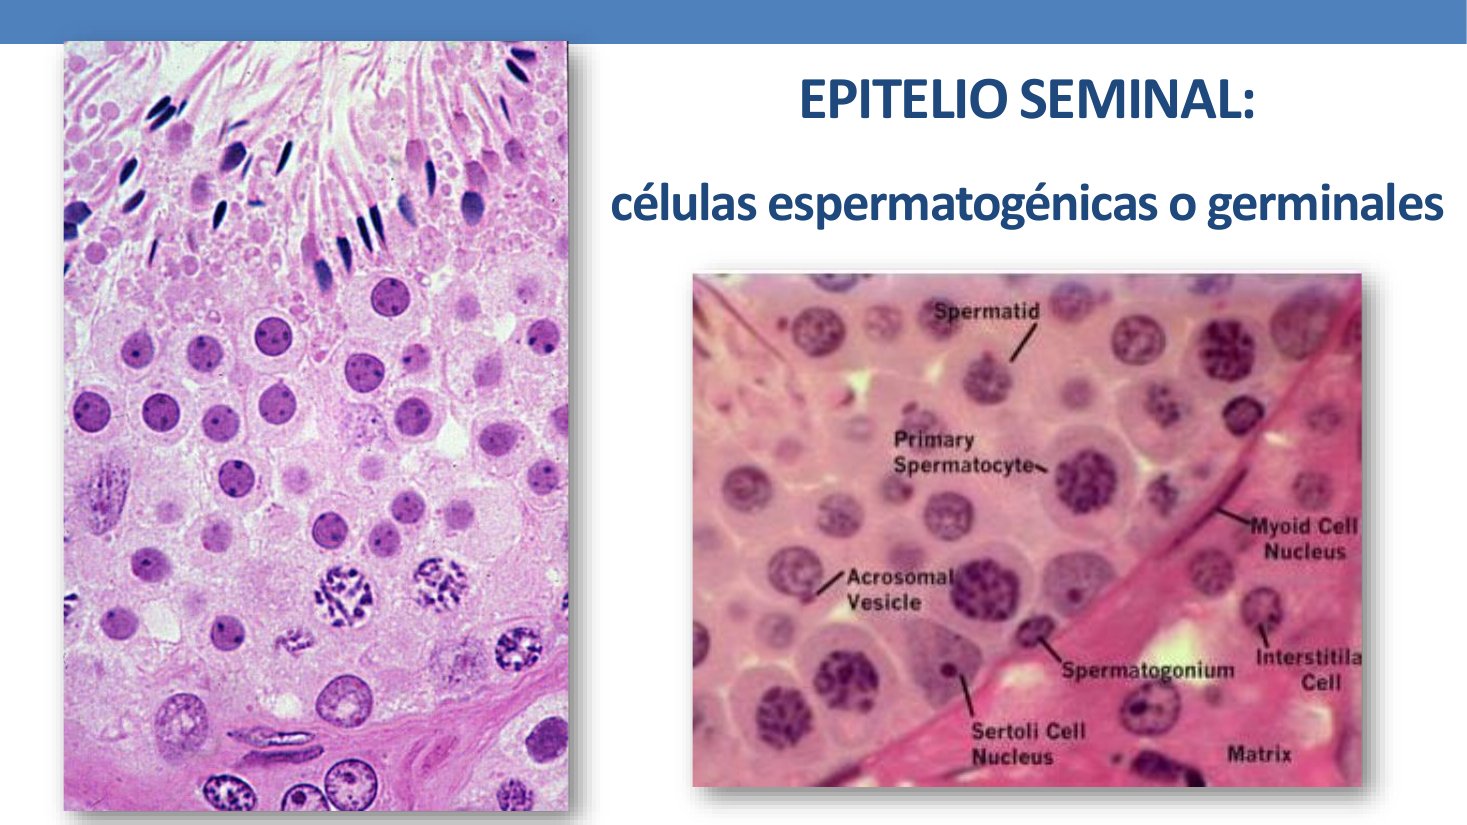 EPITELIO SEMINAL:
células espermatogénicas o germinales
Spermatid
Primary
Spermatocyte
Myoid Cell
Nucleus
Acrosomal
Vesicle
Spermatogonium
Interstitila
Cell
Sertoli Cell
Nucleus
Matrix